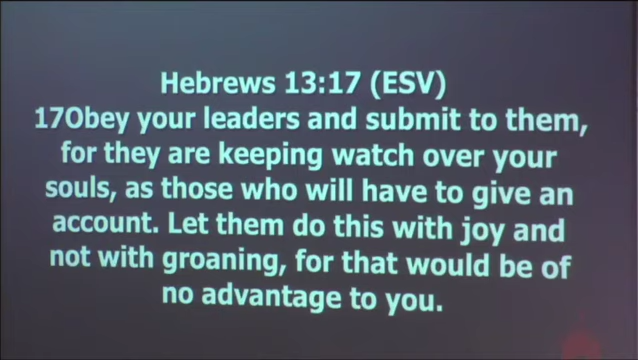 Hebrews 13:17 (ESV)
17Obey your leaders and submit to them,
for they are keeping watch over your
souls, as those who will have to give an
account. Let them do this with joy and
not with groaning, for that would be of
no advantage to you.